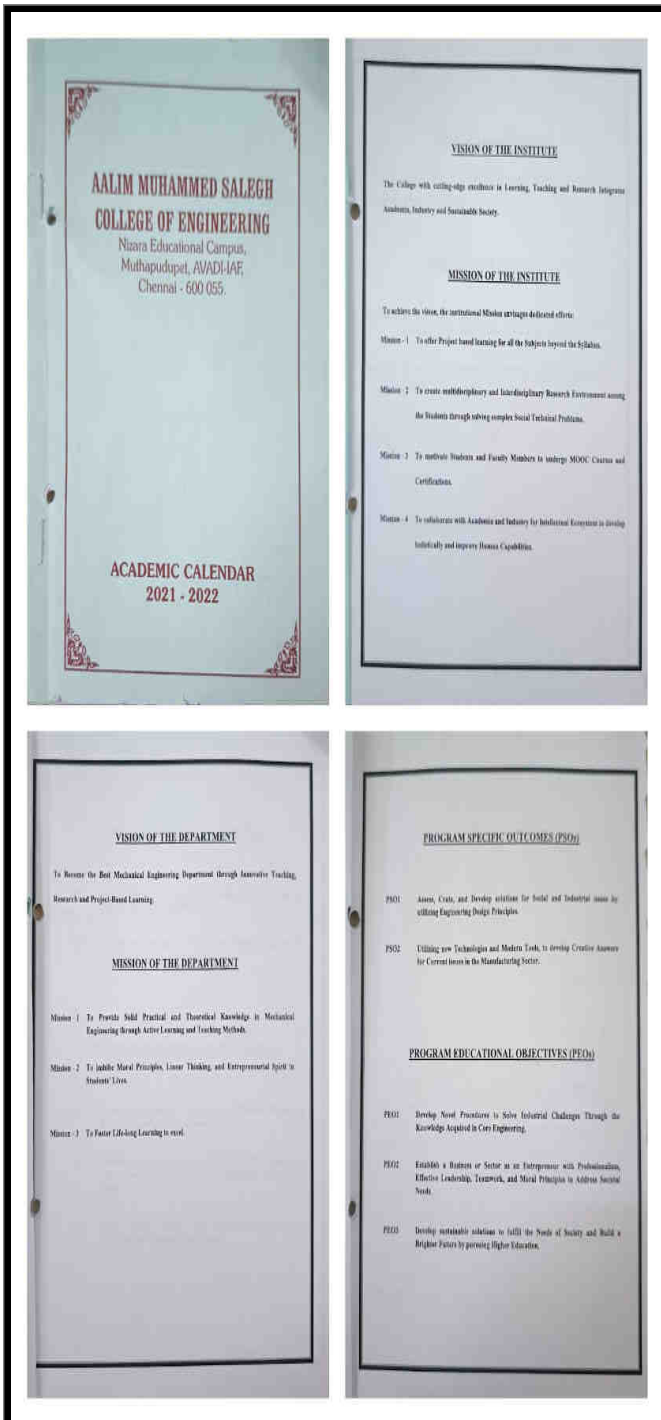 AALIM MUHAMMED SALEGH
COLLEGE OF ENGINEERING
Nizara Educational Campus,
Muthapudupet, AVADI-IAF,
Chennai - 600 055.
ACADEMIC CALENDAR
2021 - 2022
VISION OF THE INSTITUTE
The College with cutting-edge excellence in Learning, Teaching and Research Integrates
Academia, Industry and Sustainable Society.
MISSION OF THE INSTITUTE
To achieve the vision, the institutional Mission envisages dedicated efforts:
Mission - 1 To offer Project based learning for all the Subjects beyond the Syllabus.
Mission - 2 To create multidisciplinary and Interdisciplinary Research Environment among
the Students through solving complex Social Technical Problems.
Mission - 3 To motivate Students and Faculty Members to undergo MOOC Courses and
Certifications.
Mission - 4 To collaborate with Academia and Industry for Intellectual Ecosystem to develop
holistically and improve Human Capabilities.
VISION OF THE DEPARTMENT
To Become the Best Mechanical Engineering Department through Innovative Teaching,
Research and Project-Based Learning.
MISSION OF THE DEPARTMENT
Mission - 1 To Provide Solid Practical and Theoretical Knowledge in Mechanical
Engineering through Active Learning and Teaching Methods.
Mission - 2 To imbibe Moral Principles, Linear Thinking, and Entrepreneurial Spirit in
Students' Lives.
Mission - 3 To Foster Life-long Learning to excel.
PROGRAM SPECIFIC OUTCOMES (PSOs)
PSO1 Assess, Crate, and Develop solutions for Social and Industrial issues by
utilizing Engineering Design Principles.
PSO2 Utilizing new Technologies and Modern Tools, to develop Creative Answers
for Current Issues in the Manufacturing Sector.
PROGRAM EDUCATIONAL OBJECTIVES (PEOs)
PEO1 Develop Novel Procedures to Solve Industrial Challenges Through the
Knowledge Acquired in Core Engineering.
PEO2 Establish a Business or Sector as an Entrepreneur with Professionalism,
Effective Leadership, Teamwork, and Moral Principles to Address Societal
Needs.
PEO3 Develop sustainable solutions to fulfill the Needs of Society and Build a
Brighter Future by pursuing Higher Education.